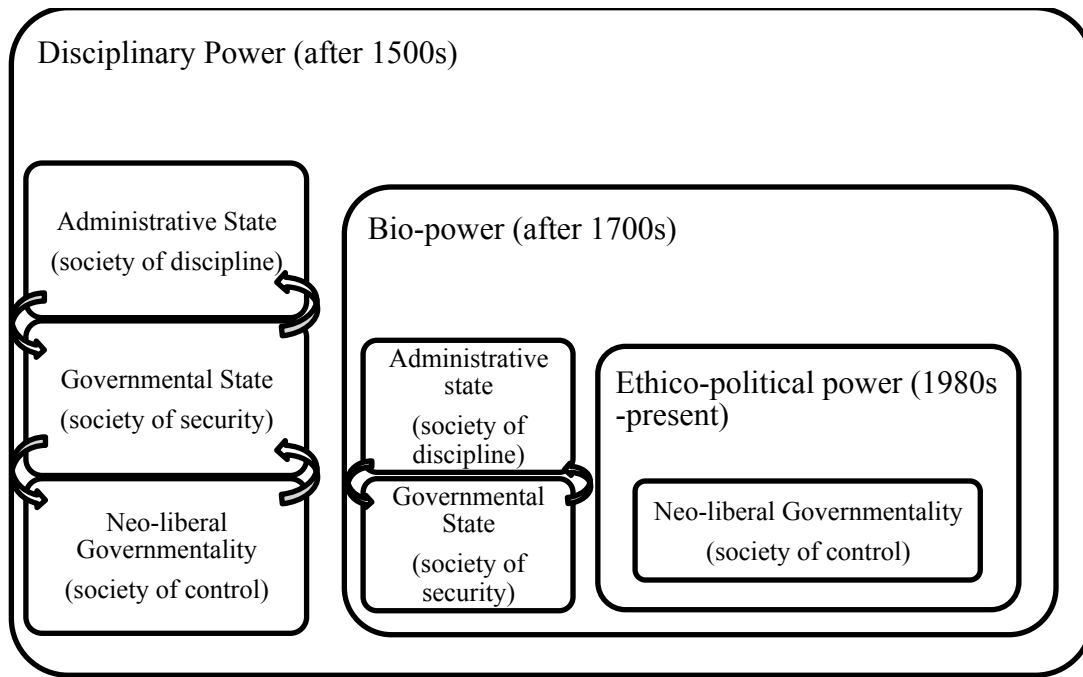 Disciplinary Power (after 1500s)
Administrative State
(society of discipline)
Governmental State
(society of security)
Neo-liberal
Governmentality
(society of control)
Bio-power (after 1700s)
Administrative
state
(society of
discipline)
Governmental
State
(society of
security)
Ethico-political power (1980s
-present)
Neo-liberal Governmentality
(society of control)